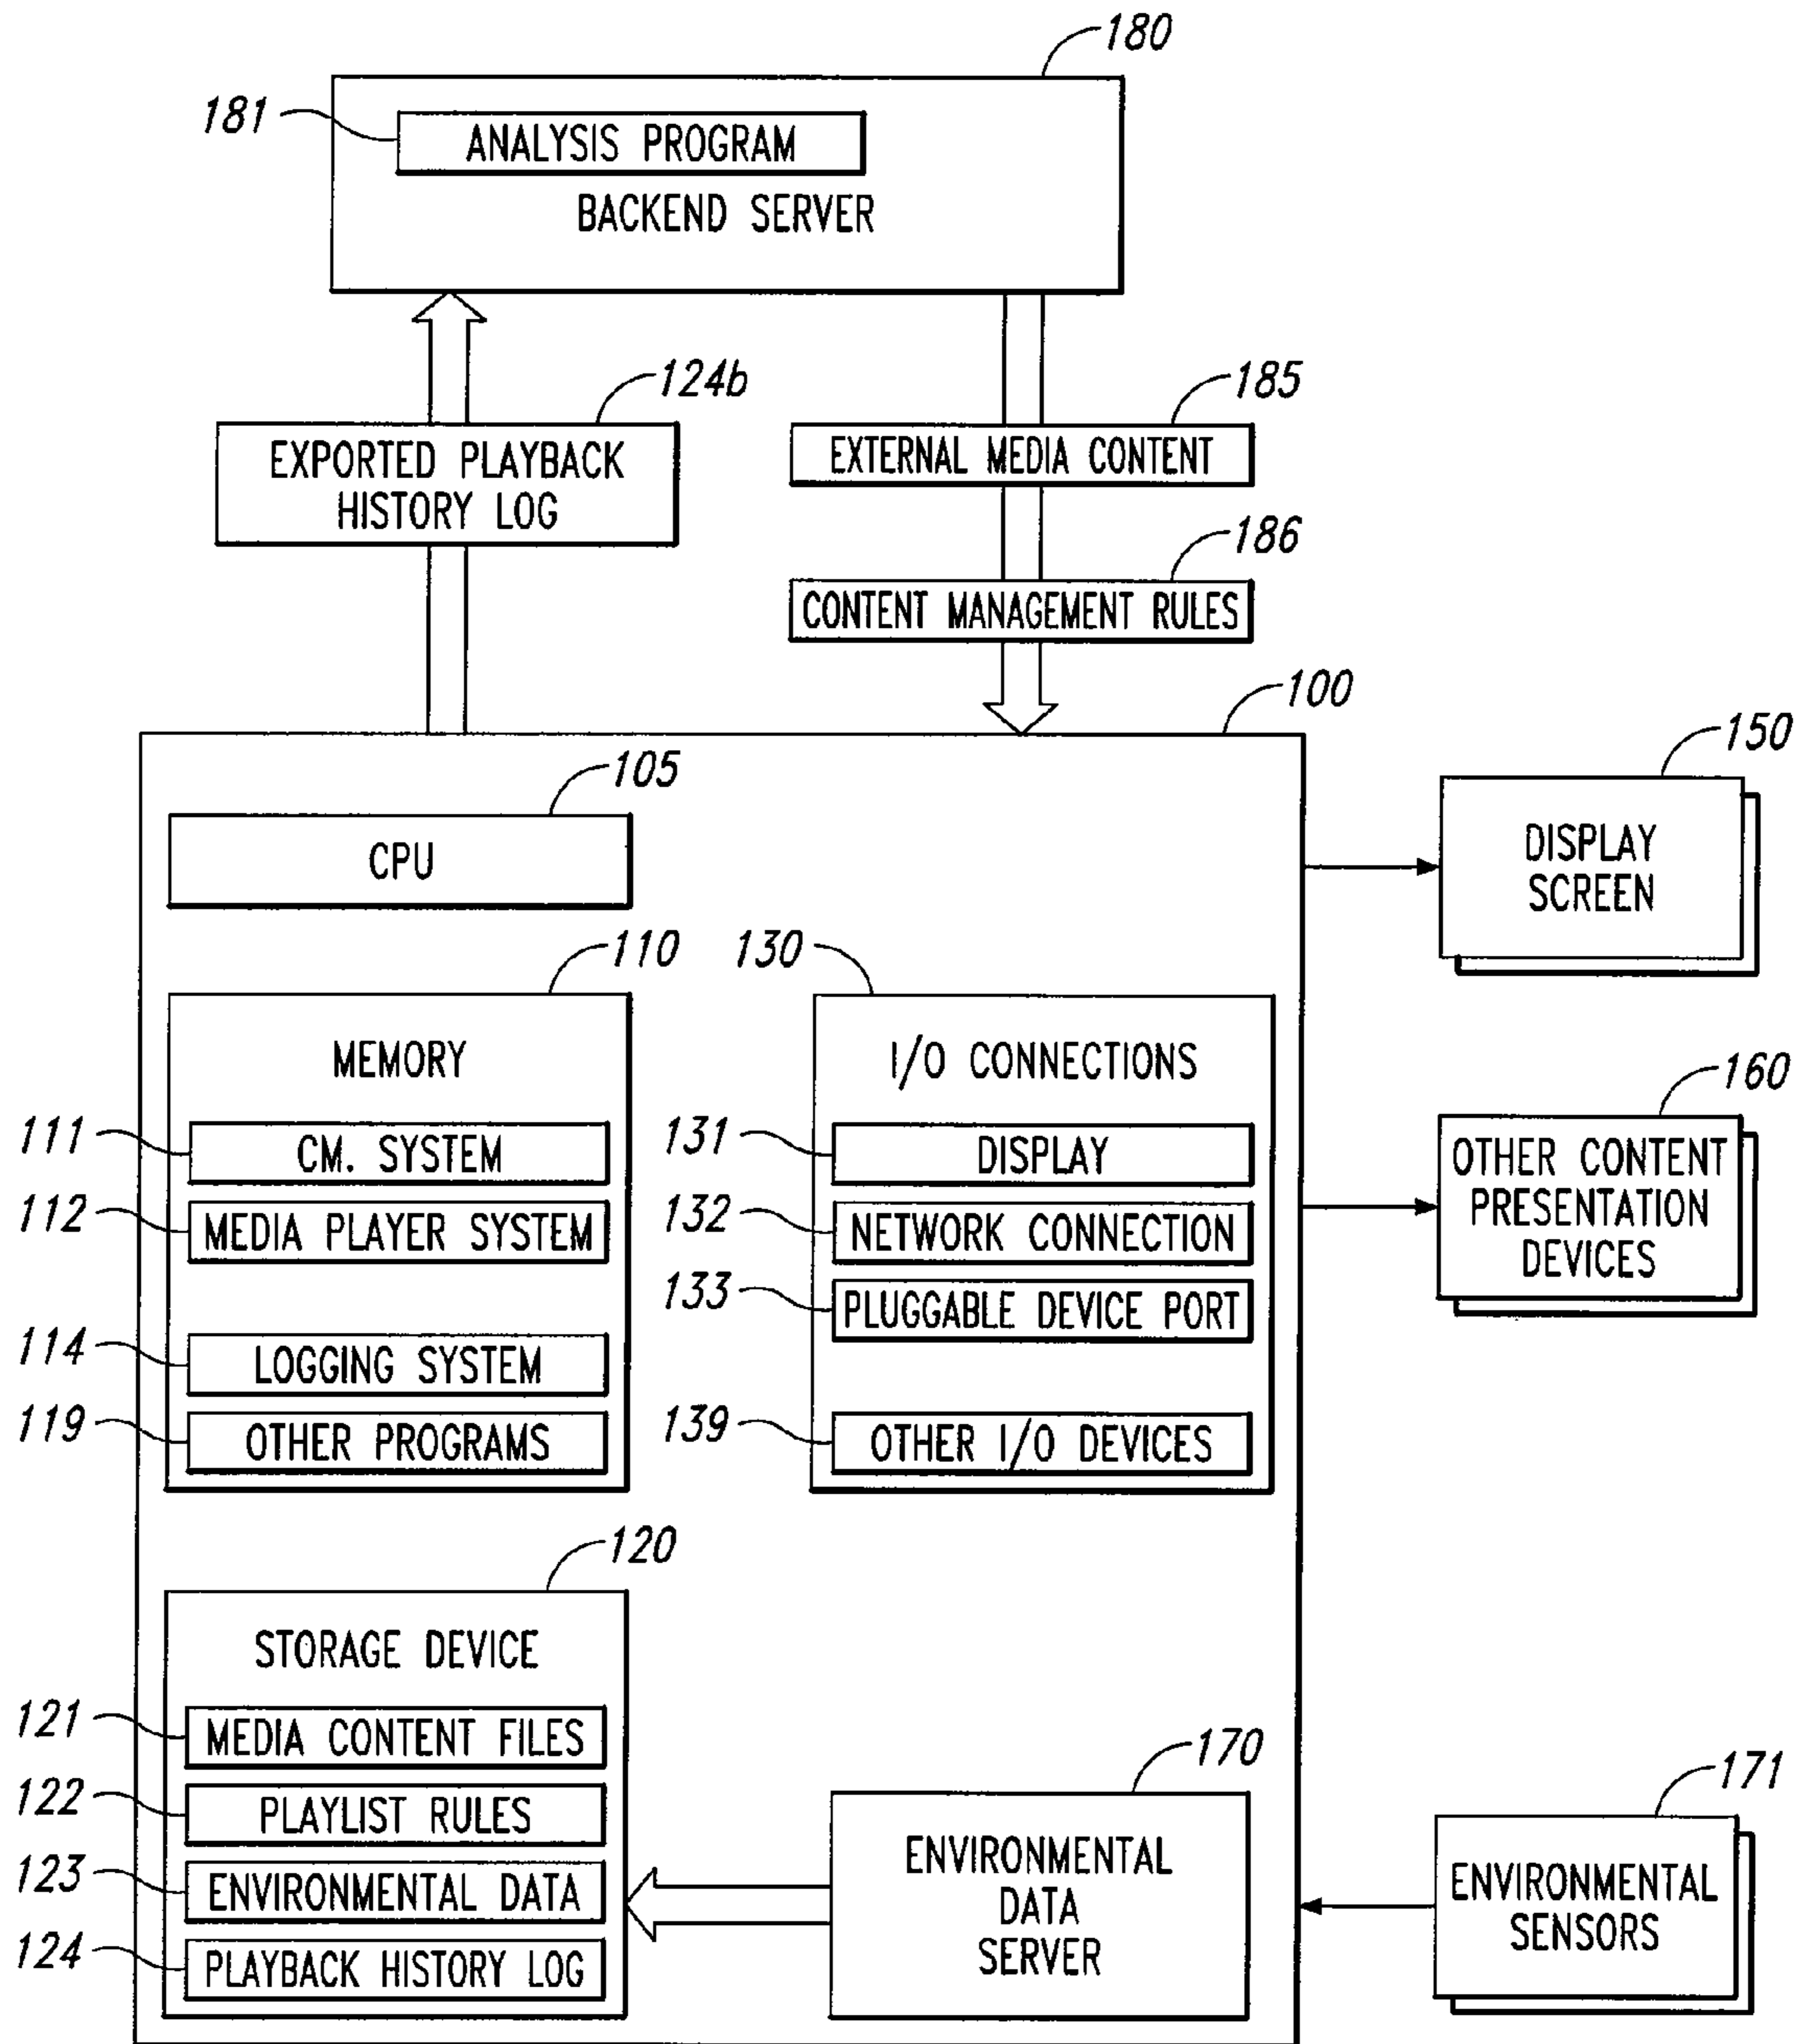 180
181
ANALYSIS PROGRAM
BACKEND SERVER
124b
EXPORTED PLAYBACK
HISTORY LOG
185
EXTERNAL MEDIA CONTENT
186
CONTENT MANAGEMENT RULES
100
105
CPU
150
DISPLAY
SCREEN
110
MEMORY
111
CM. SYSTEM
112
MEDIA PLAYER SYSTEM
114
LOGGING SYSTEM
119
OTHER PROGRAMS
130
I/O CONNECTIONS
131
DISPLAY
132
NETWORK CONNECTION
133
PLUGGABLE DEVICE PORT
139
OTHER I/O DEVICES
160
OTHER CONTENT
PRESENTATION
DEVICES
120
STORAGE DEVICE
121
MEDIA CONTENT FILES
122
PLAYLIST RULES
123
ENVIRONMENTAL DATA
124
PLAYBACK HISTORY LOG
170
ENVIRONMENTAL
DATA
SERVER
171
ENVIRONMENTAL
SENSORS